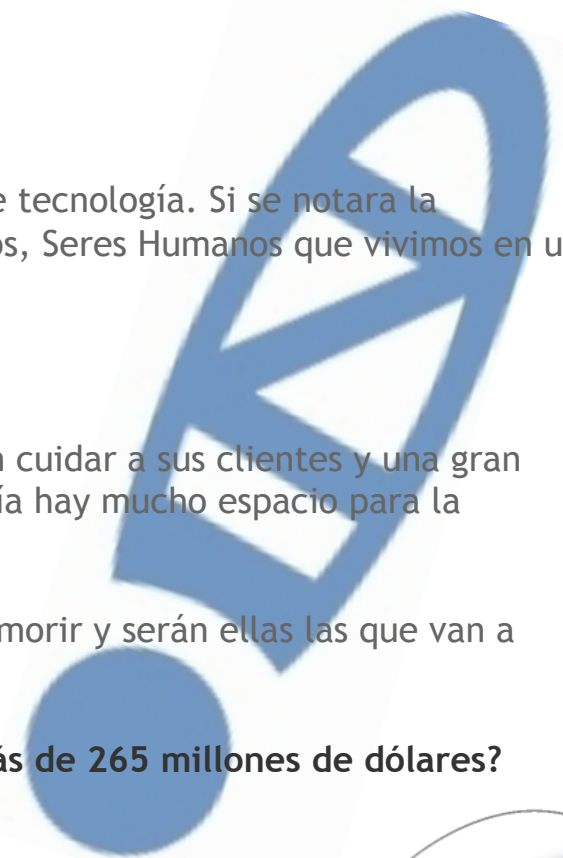 e tecnología. Si se notara la
os, Seres Humanos que vivimos en u
n cuidar a sus clientes y una gran
ía hay mucho espacio para la
morir y serán ellas las que van a
ás de 265 millones de dólares?